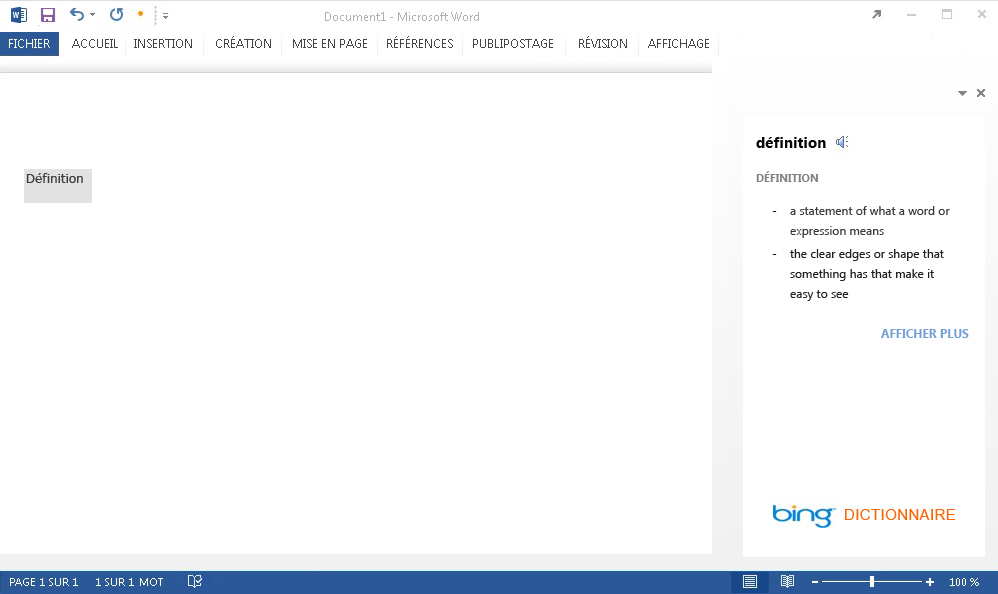 Document1 - Microsoft Word
FICHIER ACCUEIL INSERTION CRÉATION MISE EN PAGE RÉFÉRENCES PUBLIPOSTAGE RÉVISION AFFICHAGE
Définition
définition
DÉFINITION
- a statement of what a word or
expression means
- the clear edges or shape that
something has that make it
easy to see
AFFICHER PLUS
bing DICTIONNAIRE
PAGE 1 SUR 1 1 SUR 1 MOT 100 %